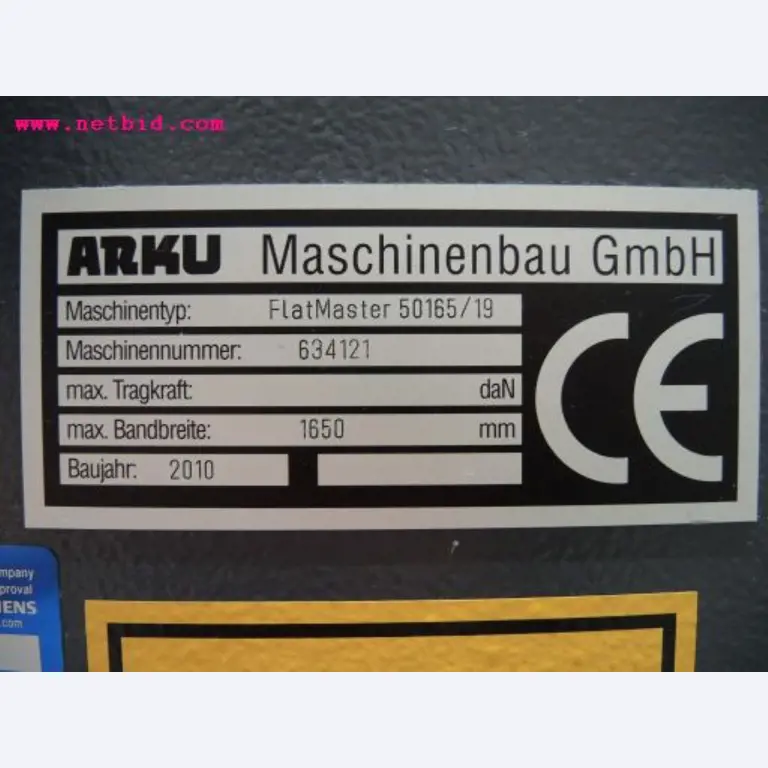 www.netbid.com
ARKU Maschinenbau GmbH
Maschinentyp: FlatMaster 50165/19
Maschinennummer: 634121
max. Tragkraft: daN
max. Bandbreite: 1650 mm
Baujahr: 2010
CE
.com